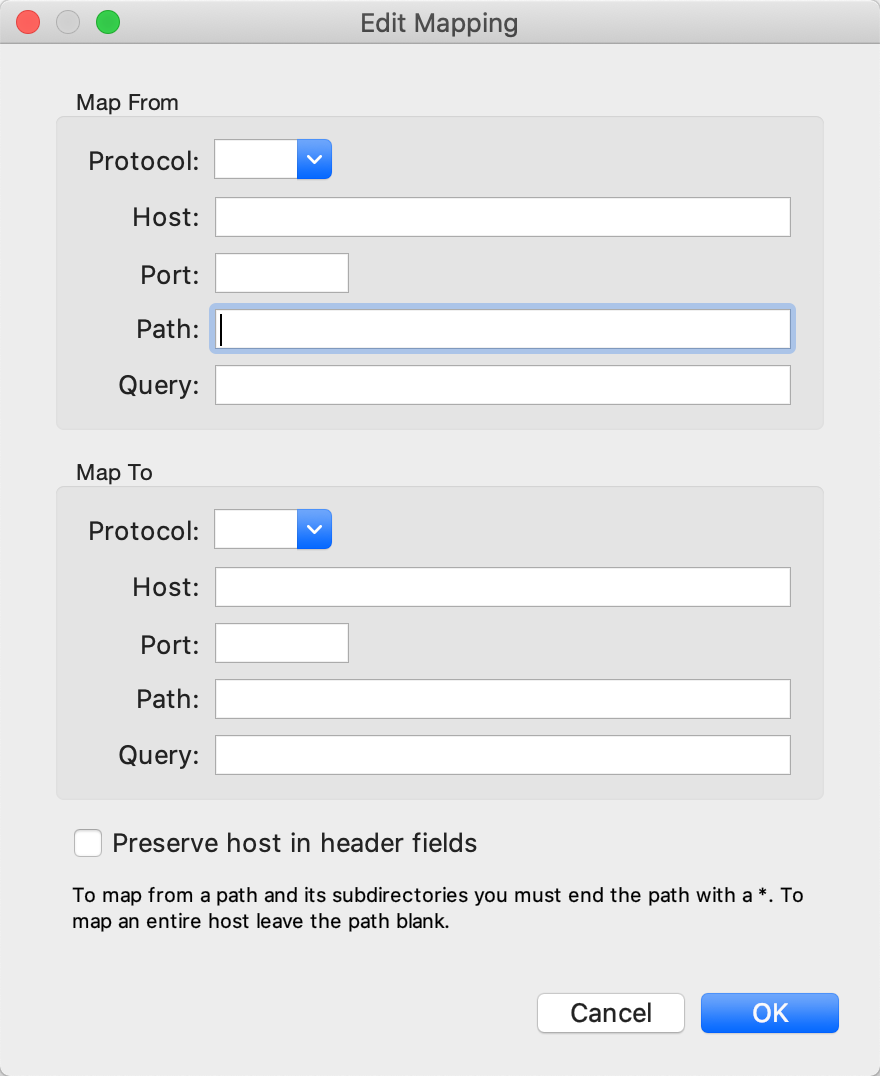 Edit Mapping
Map From
Protocol:
Host:
Port:
Path:
Query:
Map To
Protocol:
Host:
Port:
Path:
Query:
Preserve host in header fields
To map from a path and its subdirectories you must end the path with a *. To
map an entire host leave the path blank.
Cancel OK